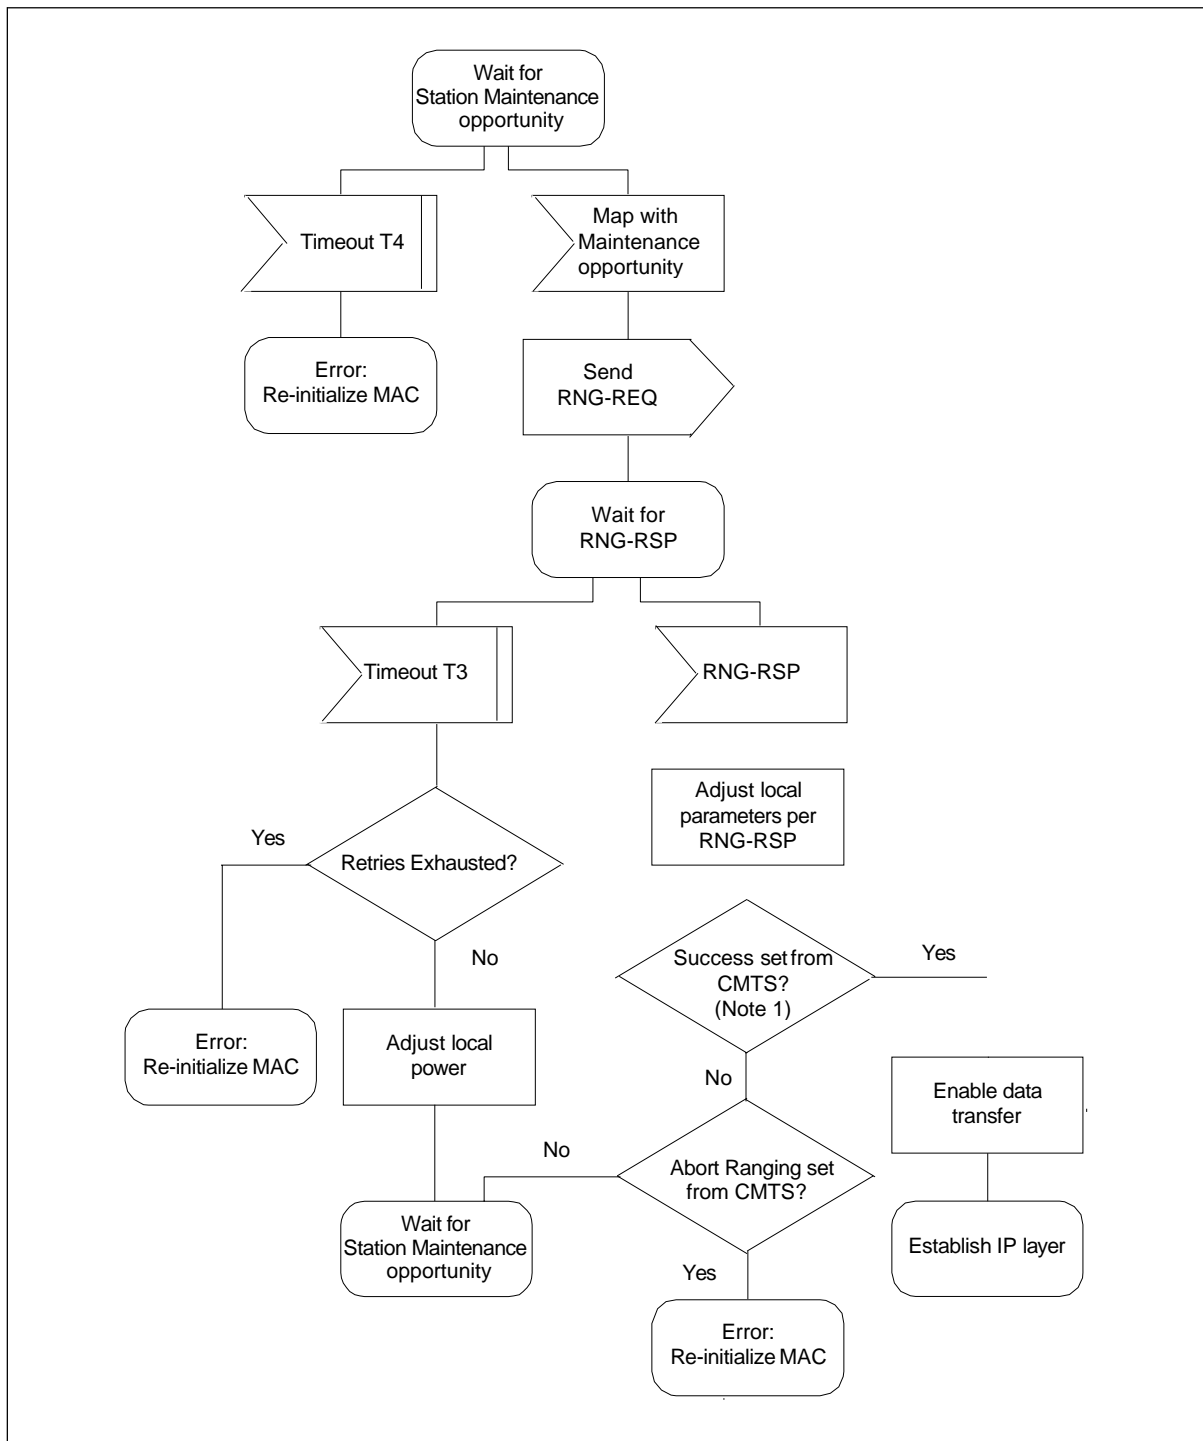 Wait for
Station Maintenance
opportunity
Timeout T4
Map with
Maintenance
opportunity
Error:
Re-initialize MAC
Send
RNG-REQ
Wait for
RNG-RSP
Timeout T3
RNG-RSP
Adjust local
parameters per
RNG-RSP
Yes
Retries Exhausted?
No
Success set from
CMTS?
(Note 1)
Yes
Error:
Re-initialize MAC
Adjust local
power
No
Enable data
transfer
No
Abort Ranging set
from CMTS?
Wait for
Station Maintenance
opportunity
Establish IP layer
Yes
Error:
Re-initialize MAC